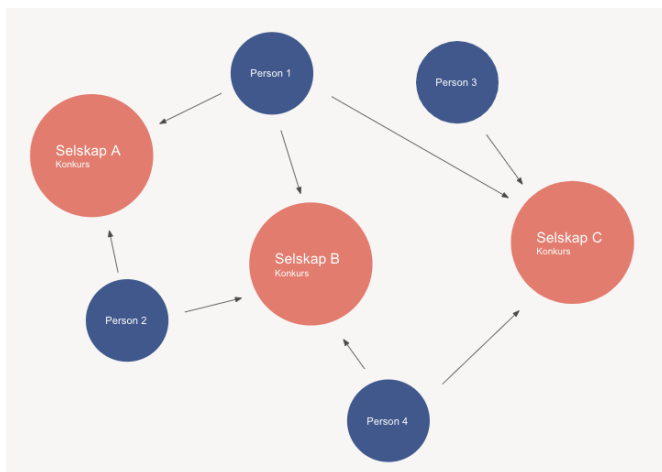 Person 1
Person 3
Selskap A
Konkurs
Selskap B
Konkurs
Selskap C
Konkurs
Person 2
Person 4